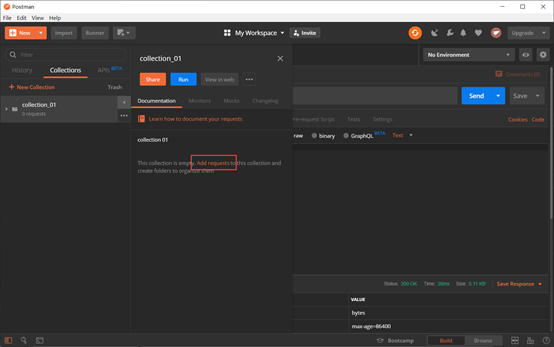 Postman
File Edit View Help
New
Import
Runner
My Workspace
Invite
Upgrade
Filter
History
Collections
APIs BETA
+ New Collection
Trash
collection_01
0 requests
collection_01
Share
Run
View in web
Documentation
Monitors
Mocks
Changelog
Learn how to document your requests
collection 01
This collection is empty. Add requests to this collection and
create folders to organize them
No Environment
Comments (0)
Send
Save
Cookies Code
re-request Script
Tests
Settings
raw
binary
GraphQL BETA
Text
Status: 200 OK
Time: 38ms
Size: 5.11 KB
Save Response
VALUE
bytes
max-age=86400
Bootcamp
Build
Browse